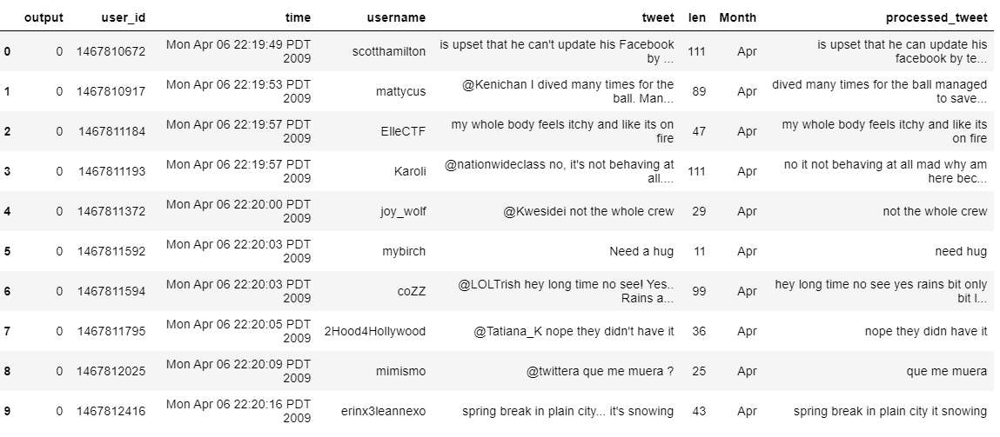 output user_id time username tweet len Month processed_tweet
0 0 1467810672 Mon Apr 06 22:19:49 PDT 2009 scotthamilton is upset that he can't update his Facebook by ... 111 Apr is upset that he can update his facebook by te...
1 0 1467810917 Mon Apr 06 22:19:53 PDT 2009 mattycus @Kenichan I dived many times for the ball. Man... 89 Apr dived many times for the ball managed to save...
2 0 1467811184 Mon Apr 06 22:19:57 PDT 2009 ElleCTF my whole body feels itchy and like its on fire 47 Apr my whole body feels itchy and like its on fire
3 0 1467811193 Mon Apr 06 22:19:57 PDT 2009 Karoli @nationwideclass no, it's not behaving at all.... 111 Apr no it not behaving at all mad why am here bec...
4 0 1467811372 Mon Apr 06 22:20:00 PDT 2009 joy_wolf @Kwesidei not the whole crew 29 Apr not the whole crew
5 0 1467811592 Mon Apr 06 22:20:03 PDT 2009 mybirch Need a hug 11 Apr need hug
6 0 1467811594 Mon Apr 06 22:20:03 PDT 2009 coZZ @LOLTrish hey long time no see! Yes.. Rains a... 99 Apr hey long time no see yes rains bit only bit l...
7 0 1467811795 Mon Apr 06 22:20:05 PDT 2009 2Hood4Hollywood @Tatiana_K nope they didn't have it 36 Apr nope they didn have it
8 0 1467812025 Mon Apr 06 22:20:09 PDT 2009 mimismo @twittera que me muera ? 25 Apr que me muera
9 0 1467812416 Mon Apr 06 22:20:16 PDT 2009 erinx3leannexo spring break in plain city... it's snowing 43 Apr spring break in plain city it snowing